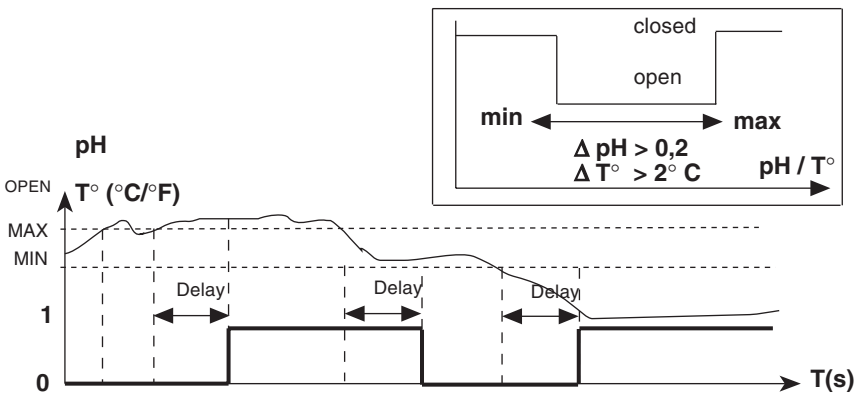 closed
open
min
max
Δ pH > 0,2
Δ T° > 2° C
pH / T°
pH
OPEN
T° (°C/°F)
MAX
MIN
Delay
Delay
Delay
1
0
T(s)